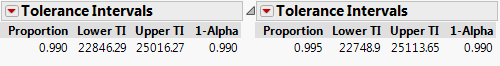 Tolerance Intervals
Proportion Lower TI Upper TI 1-Alpha
0.990 22846.29 25016.27 0.990
Tolerance Intervals
Proportion Lower TI Upper TI 1-Alpha
0.995 22748.9 25113.65 0.990